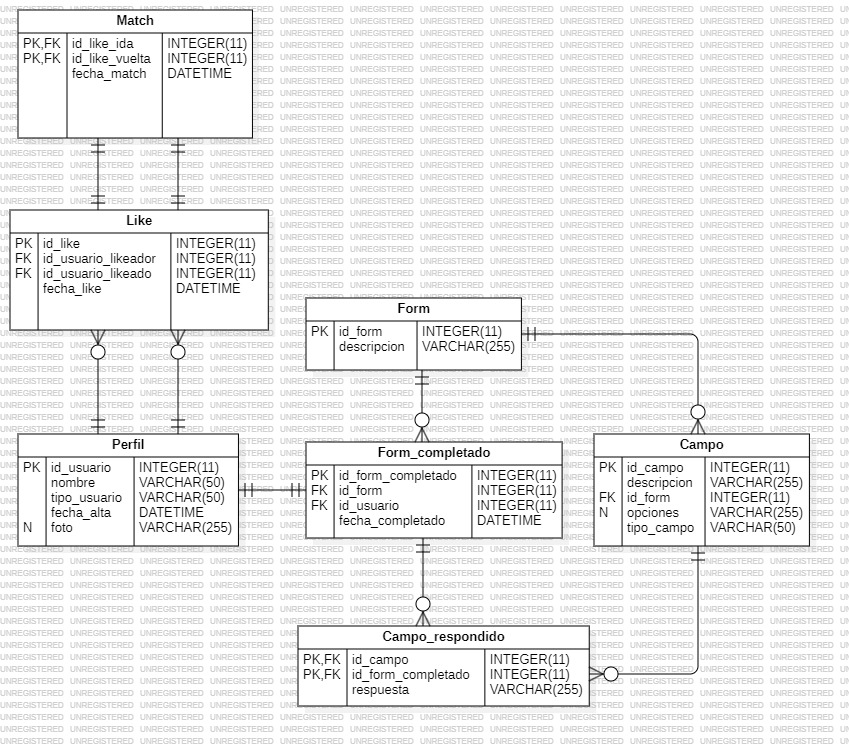 Match
PK,FK id_like_ida INTEGER(11)
PK,FK id_like_vuelta INTEGER(11)
fecha_match DATETIME
Like
PK id_like INTEGER(11)
FK id_usuario_likeador INTEGER(11)
FK id_usuario_likeado INTEGER(11)
fecha_like DATETIME
Form
PK id_form INTEGER(11)
descripcion VARCHAR(255)
Perfil
PK id_usuario INTEGER(11)
nombre VARCHAR(50)
tipo_usuario VARCHAR(50)
fecha_alta DATETIME
N foto VARCHAR(255)
Form_completado
PK id_form_completado INTEGER(11)
FK id_form INTEGER(11)
FK id_usuario INTEGER(11)
fecha_completado DATETIME
Campo
PK id_campo INTEGER(11)
descripcion VARCHAR(255)
FK id_form INTEGER(11)
N opciones VARCHAR(255)
tipo_campo VARCHAR(50)
Campo_respondido
PK,FK id_campo INTEGER(11)
PK,FK id_form_completado INTEGER(11)
respuesta VARCHAR(255)
UNREGISTERED